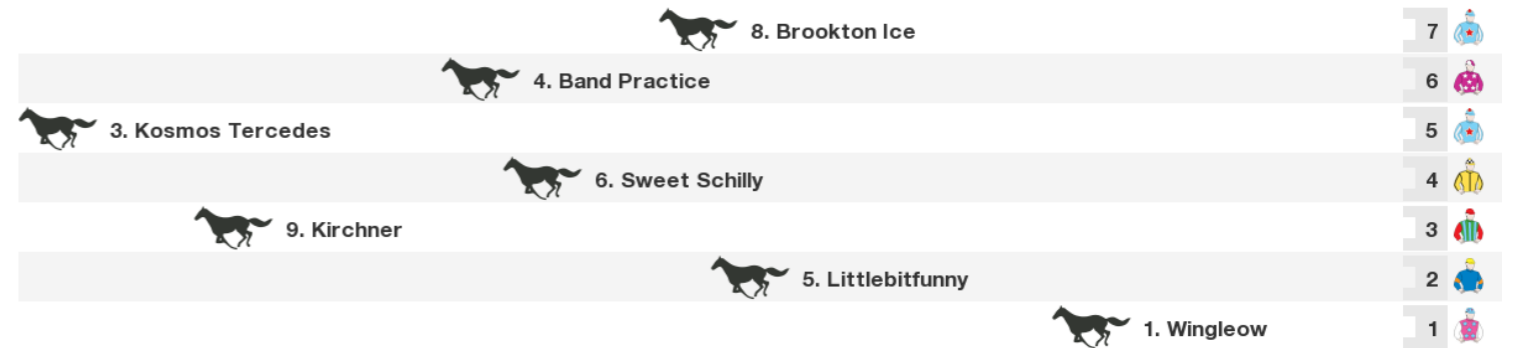 8. Brookton Ice 7
4. Band Practice 6
3. Kosmos Tercedes 5
6. Sweet Schilly 4
9. Kirchner 3
5. Littlebitfunny 2
1. Wingleow 1